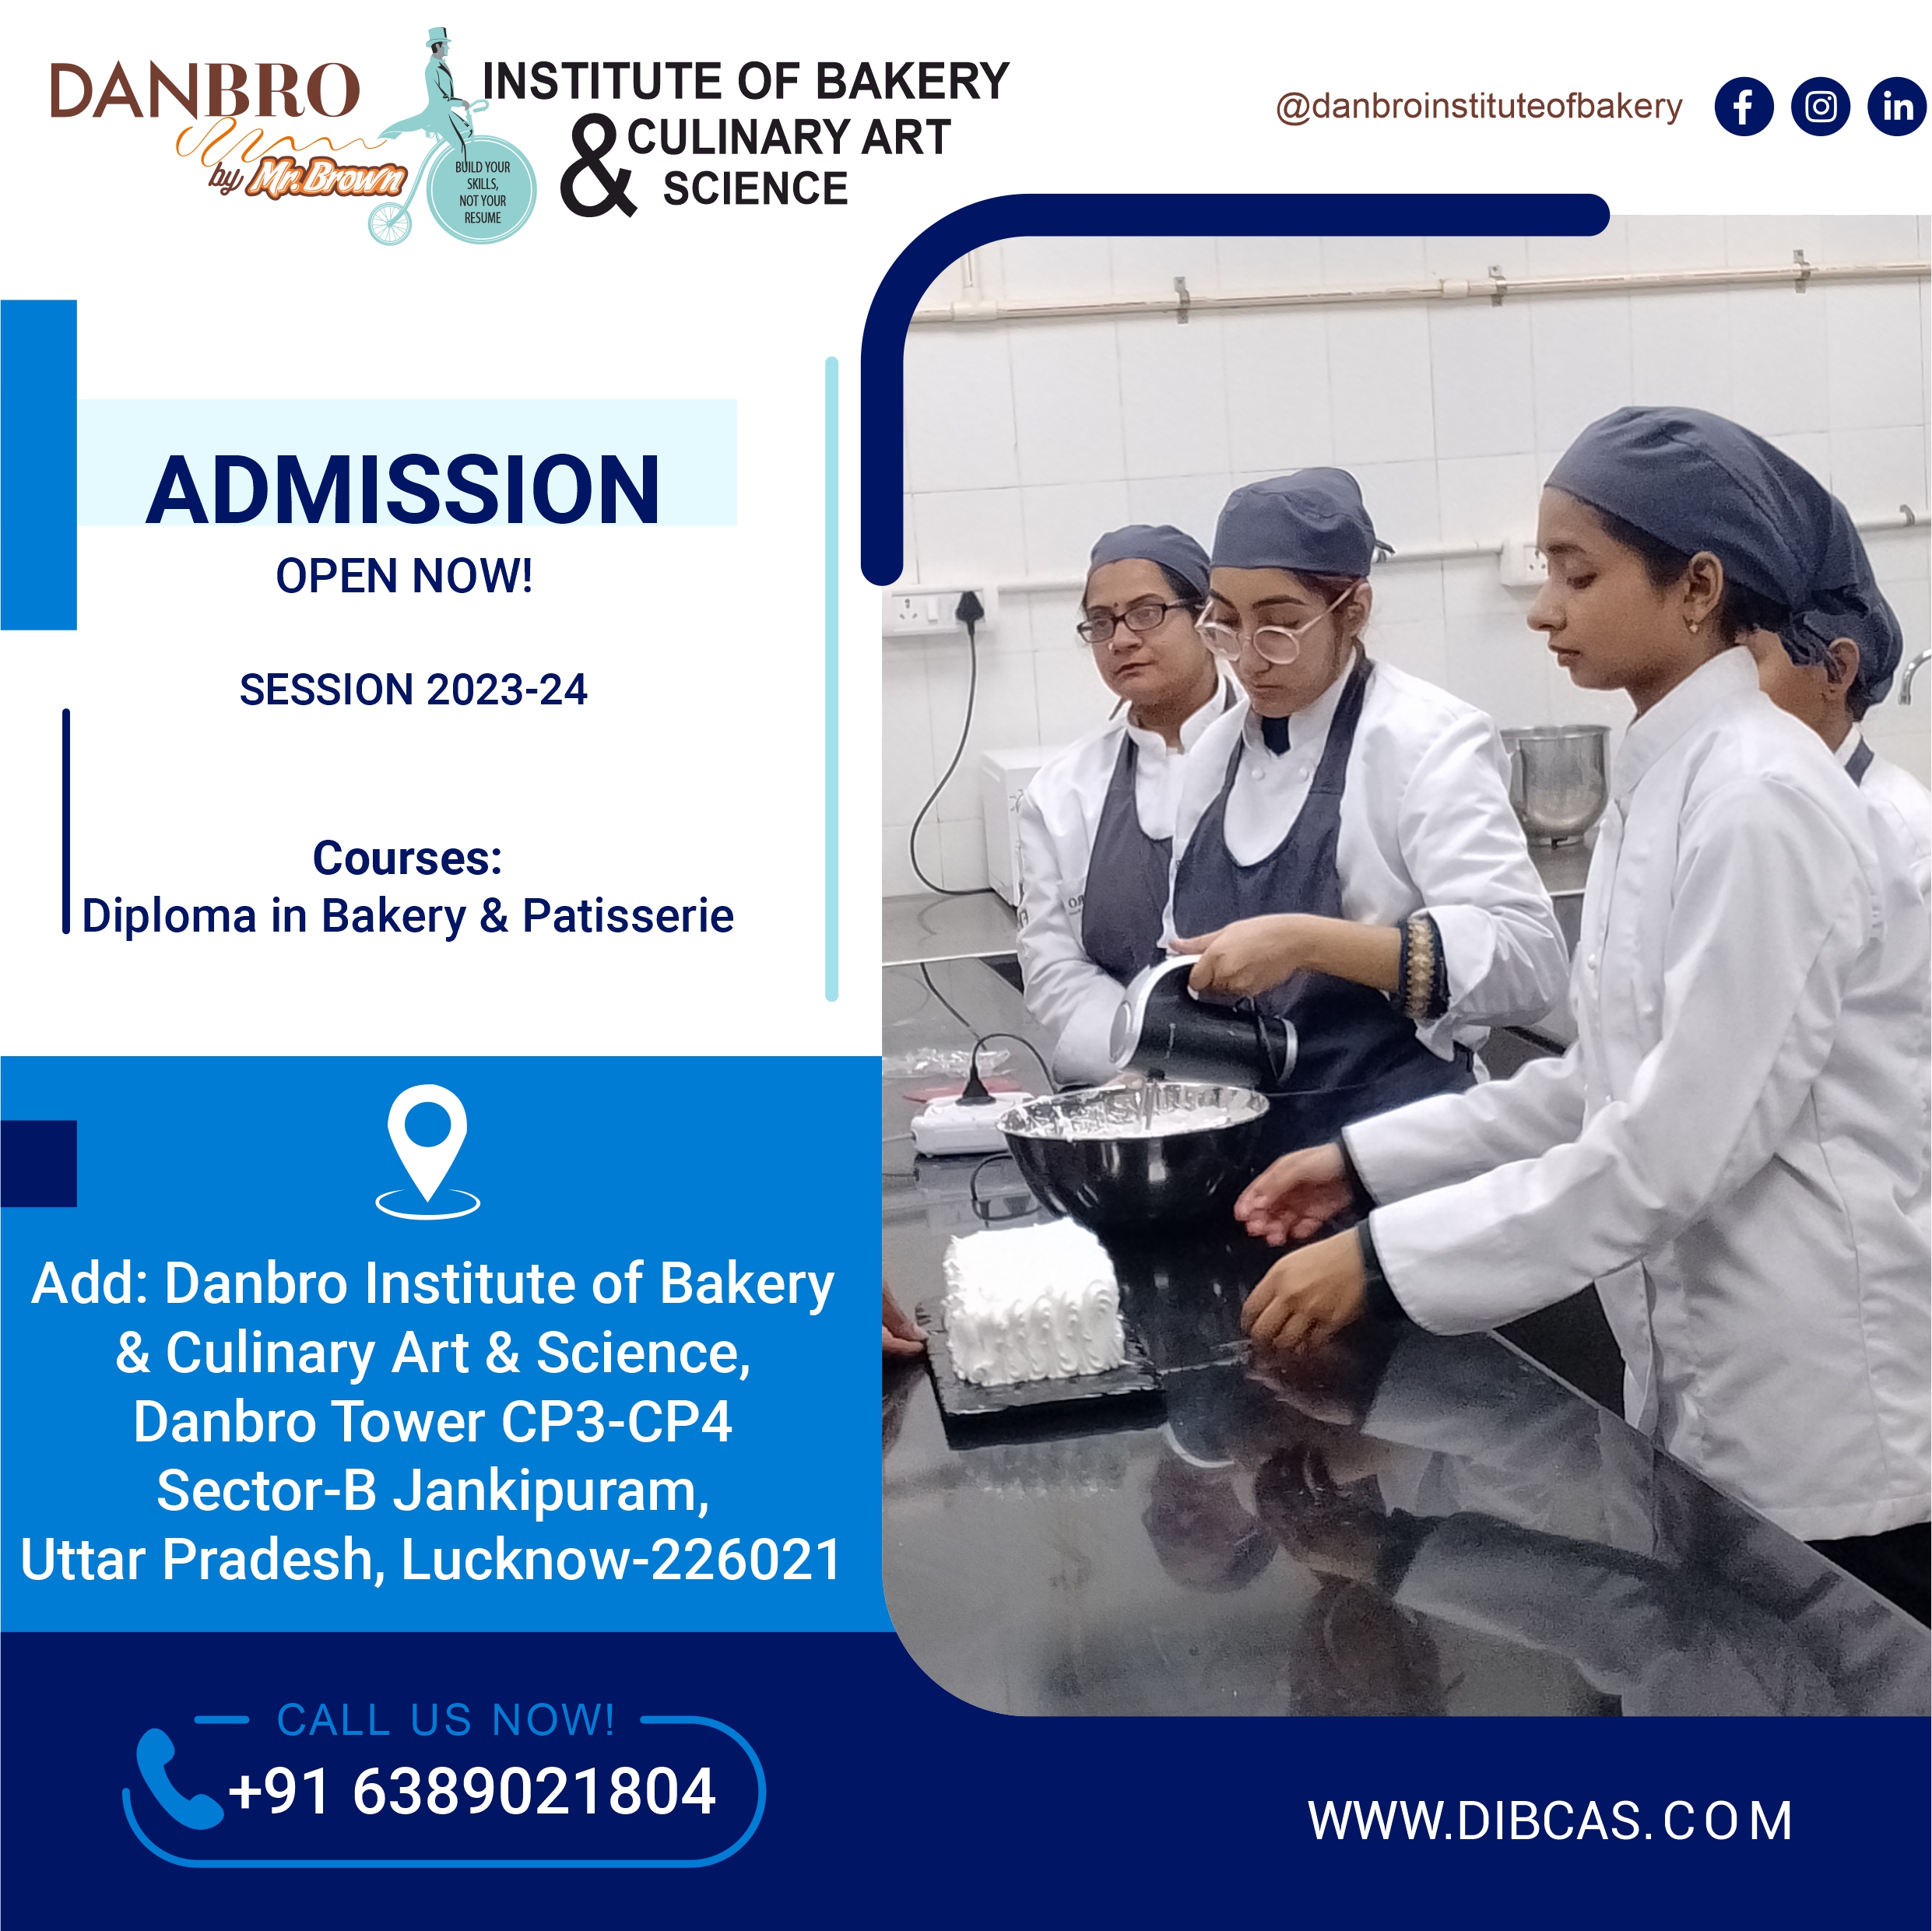 DANBRO
by Mr. Brown
BUILD YOUR
SKILLS,
NOT YOUR
RESUME
INSTITUTE OF BAKERY
& CULINARY ART
SCIENCE
@danbroinstituteofbakery
ADMISSION
OPEN NOW!
SESSION 2023-24
Courses:
Diploma in Bakery & Patisserie
Add: Danbro Institute of Bakery
& Culinary Art & Science,
Danbro Tower CP3-CP4
Sector-B Jankipuram,
Uttar Pradesh, Lucknow-226021
CALL US NOW!
+91 6389021804
WWW.DIBCAS.COM